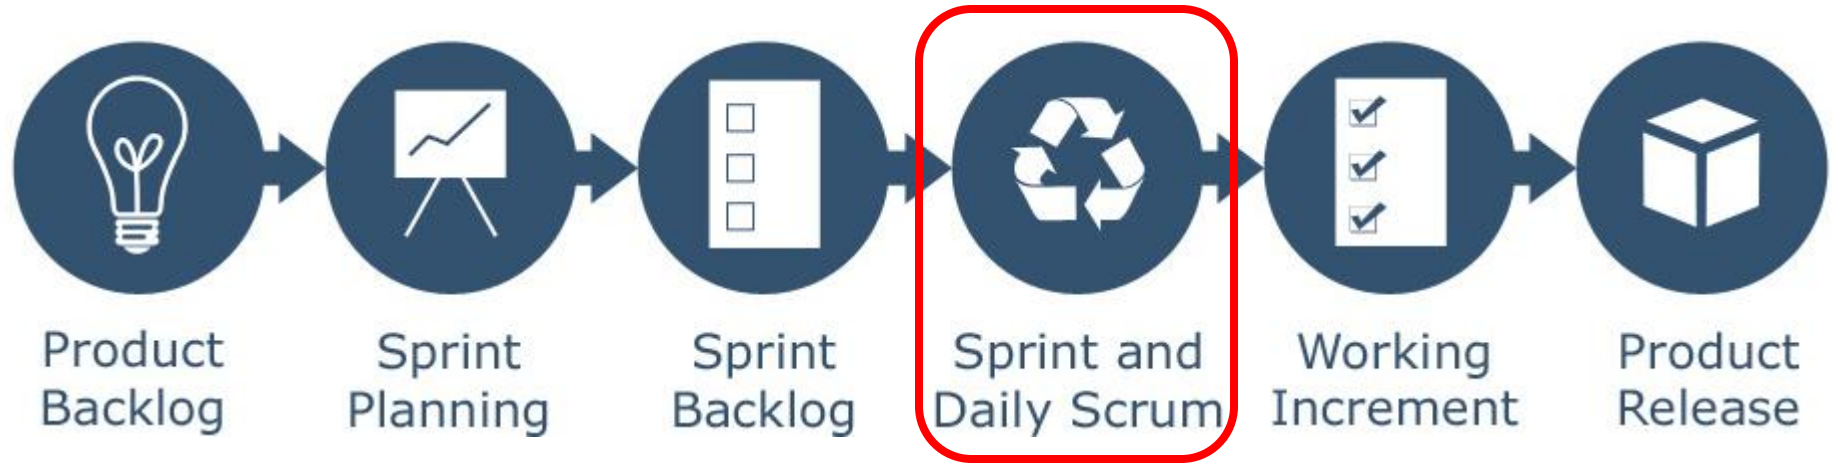 Product
Backlog
Sprint
Planning
Sprint
Backlog
Sprint and
Daily Scrum
Working
Increment
Product
Release